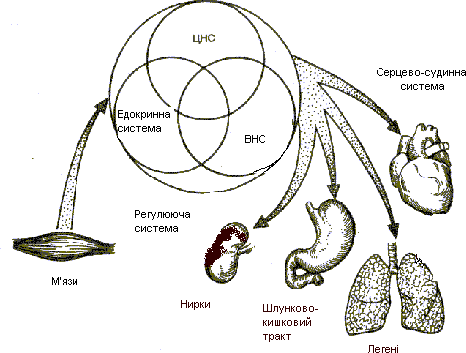 ЦНС
Серцево-судинна
система
Едокринна
система
ВНС
Регулююча
система
М'язи
Нирки
Шлунково-
кишковий
тракт
Легені